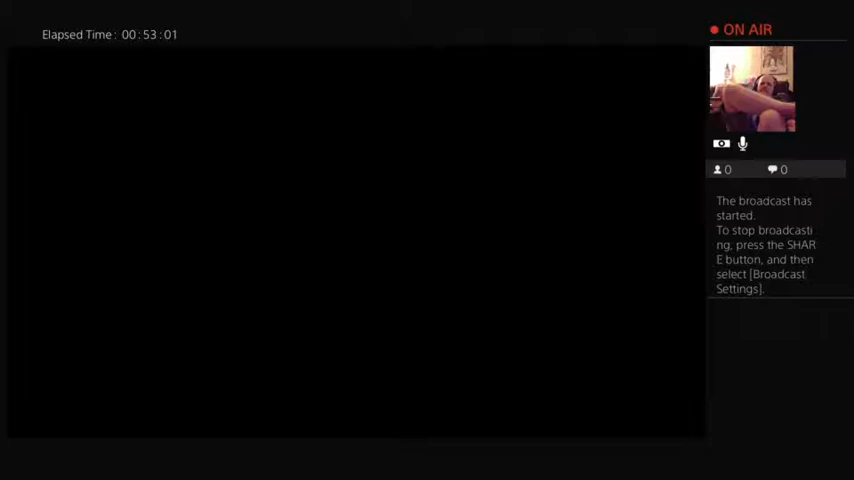 Elapsed Time: 00:53:01
ON AIR
0 0
The broadcast has
started.
To stop broadcasti
ng, press the SHAR
E button, and then
select [Broadcast
Settings].